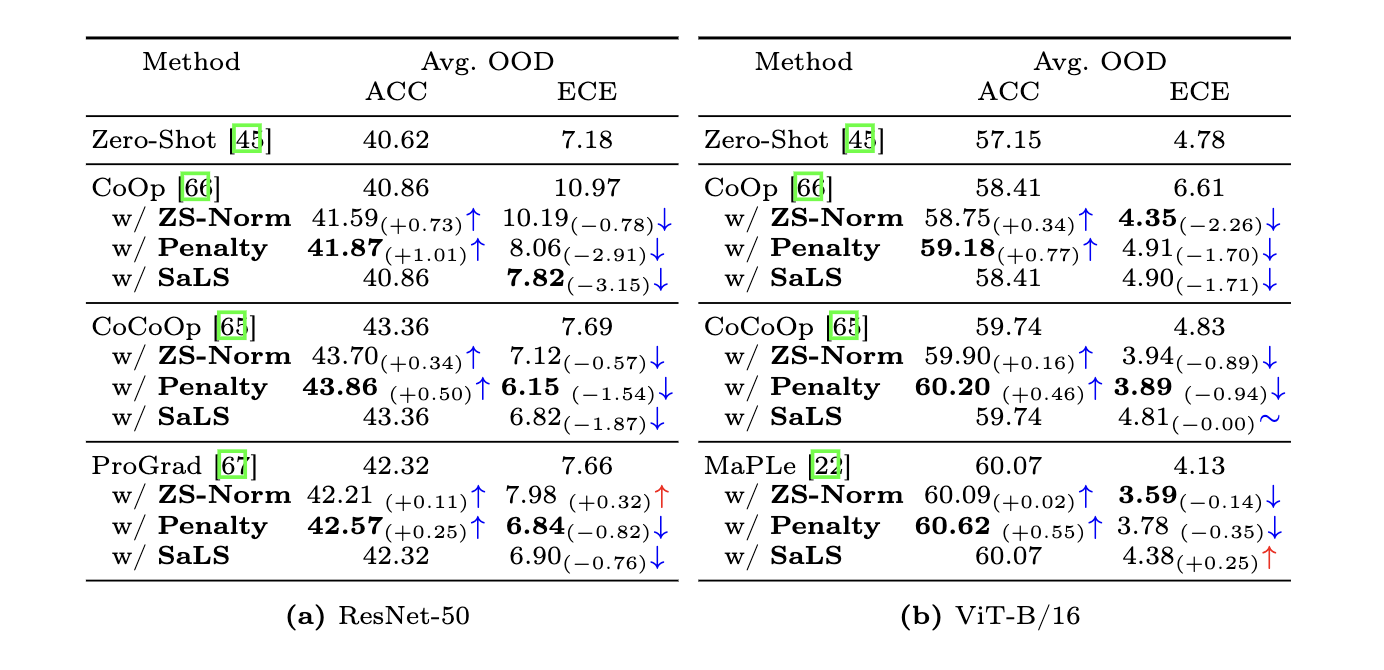 Method Avg. OOD
ACC ECE
Zero-Shot [45] 40.62 7.18
CoOp [66] 40.86 10.97
w/ ZS-Norm 41.59(+0.73)↑ 10.19(−0.78)↓
w/ Penalty 41.87(+1.01)↑ 8.06(−2.91)↓
w/ SaLS 40.86 7.82(−3.15)↓
CoCoOp [65] 43.36 7.69
w/ ZS-Norm 43.70(+0.34)↑ 7.12(−0.57)↓
w/ Penalty 43.86 (+0.50)↑ 6.15 (−1.54)↓
w/ SaLS 43.36 6.82(−1.87)↓
ProGrad [67] 42.32 7.66
w/ ZS-Norm 42.21 (+0.11)↑ 7.98 (+0.32)↑
w/ Penalty 42.57(+0.25)↑ 6.84(−0.82)↓
w/ SaLS 42.32 6.90(−0.76)↓
(a) ResNet-50
Method Avg. OOD
ACC ECE
Zero-Shot [45] 57.15 4.78
CoOp [66] 58.41 6.61
w/ ZS-Norm 58.75(+0.34)↑ 4.35(−2.26)↓
w/ Penalty 59.18(+0.77)↑ 4.91(−1.70)↓
w/ SaLS 58.41 4.90(−1.71)↓
CoCoOp [65] 59.74 4.83
w/ ZS-Norm 59.90(+0.16)↑ 3.94(−0.89)↓
w/ Penalty 60.20 (+0.46)↑ 3.89 (−0.94)↓
w/ SaLS 59.74 4.81(−0.00)~
MaPLe [22] 60.07 4.13
w/ ZS-Norm 60.09(+0.02)↑ 3.59(−0.14)↓
w/ Penalty 60.62 (+0.55)↑ 3.78 (−0.35)↓
w/ SaLS 60.07 4.38(+0.25)↑
(b) ViT-B/16